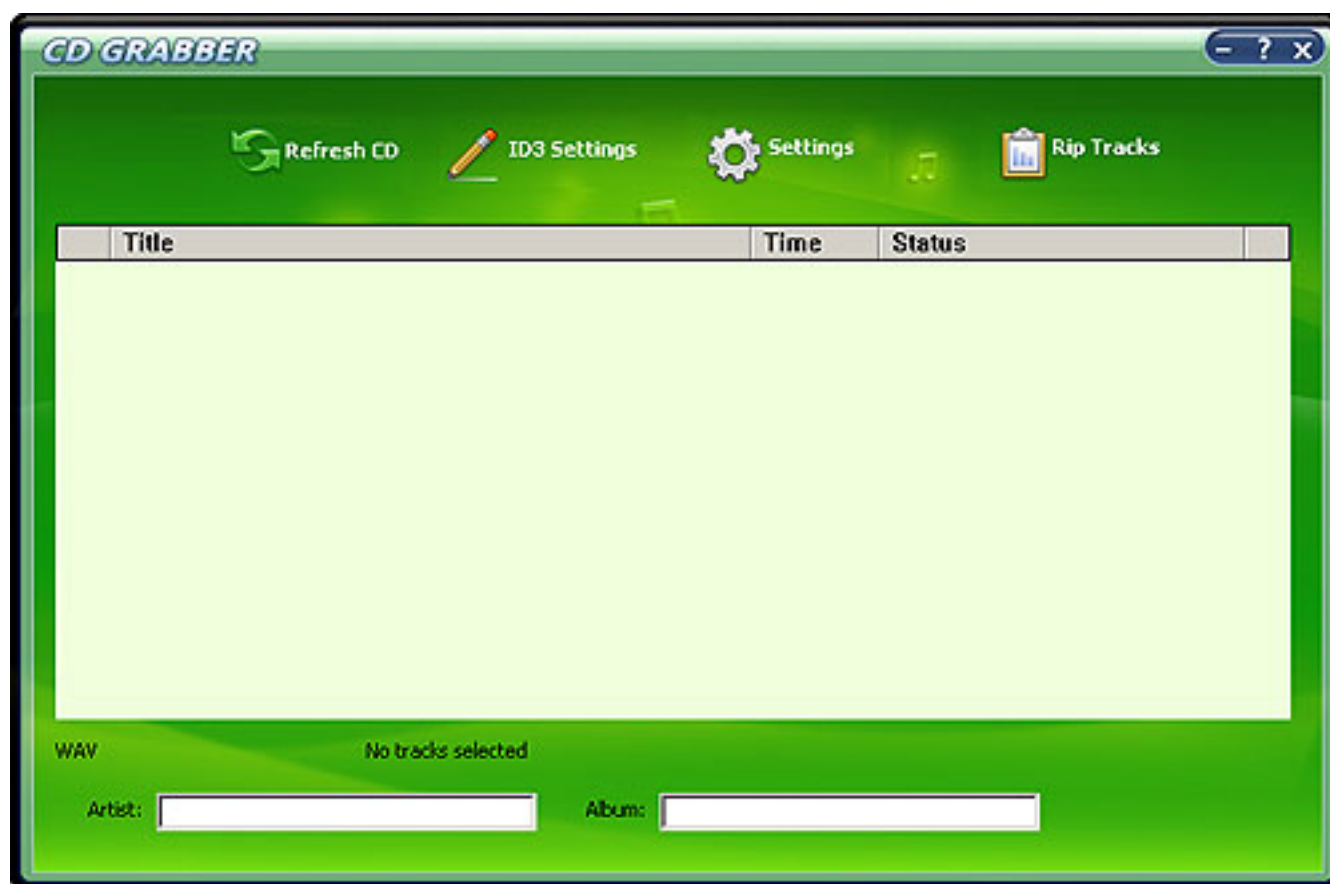 CD GRABBER
- ? x
Refresh CD ID3 Settings Settings Rip Tracks
Title Time Status
WAV No tracks selected
Artist: Album: